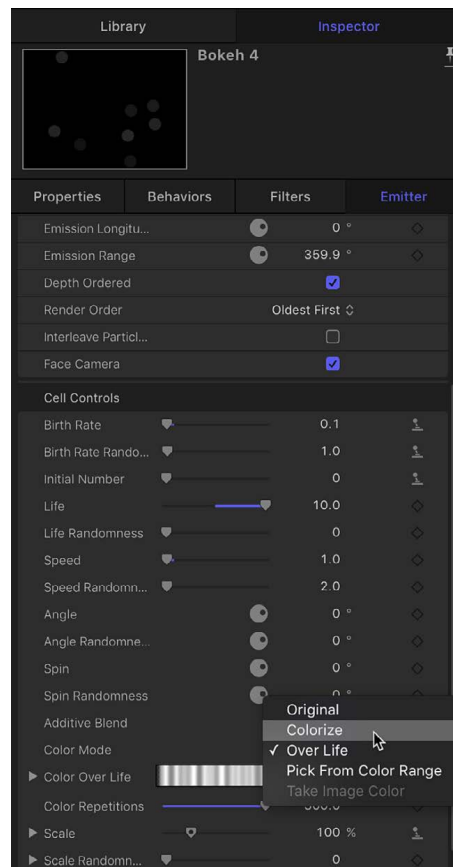 Library Inspector
Bokeh 4
Properties Behaviors Filters Emitter
Emission Longitu... 0 °
Emission Range 359.9 °
Depth Ordered
Render Order Oldest First
Interleave Particl...
Face Camera
Cell Controls
Birth Rate 0.1
Birth Rate Rando... 1.0
Initial Number 0
Life 10.0
Life Randomness 0
Speed 1.0
Speed Randomn... 2.0
Angle 0 °
Angle Randomne... 0 °
Spin 0 °
Spin Randomness 0 °
Original
Additive Blend
Colorize
Color Mode ✓ Over Life
Color Over Life Pick From Color Range
Take Image Color
Color Repetitions 500.0
Scale 100 %
Scale Randomn... 0